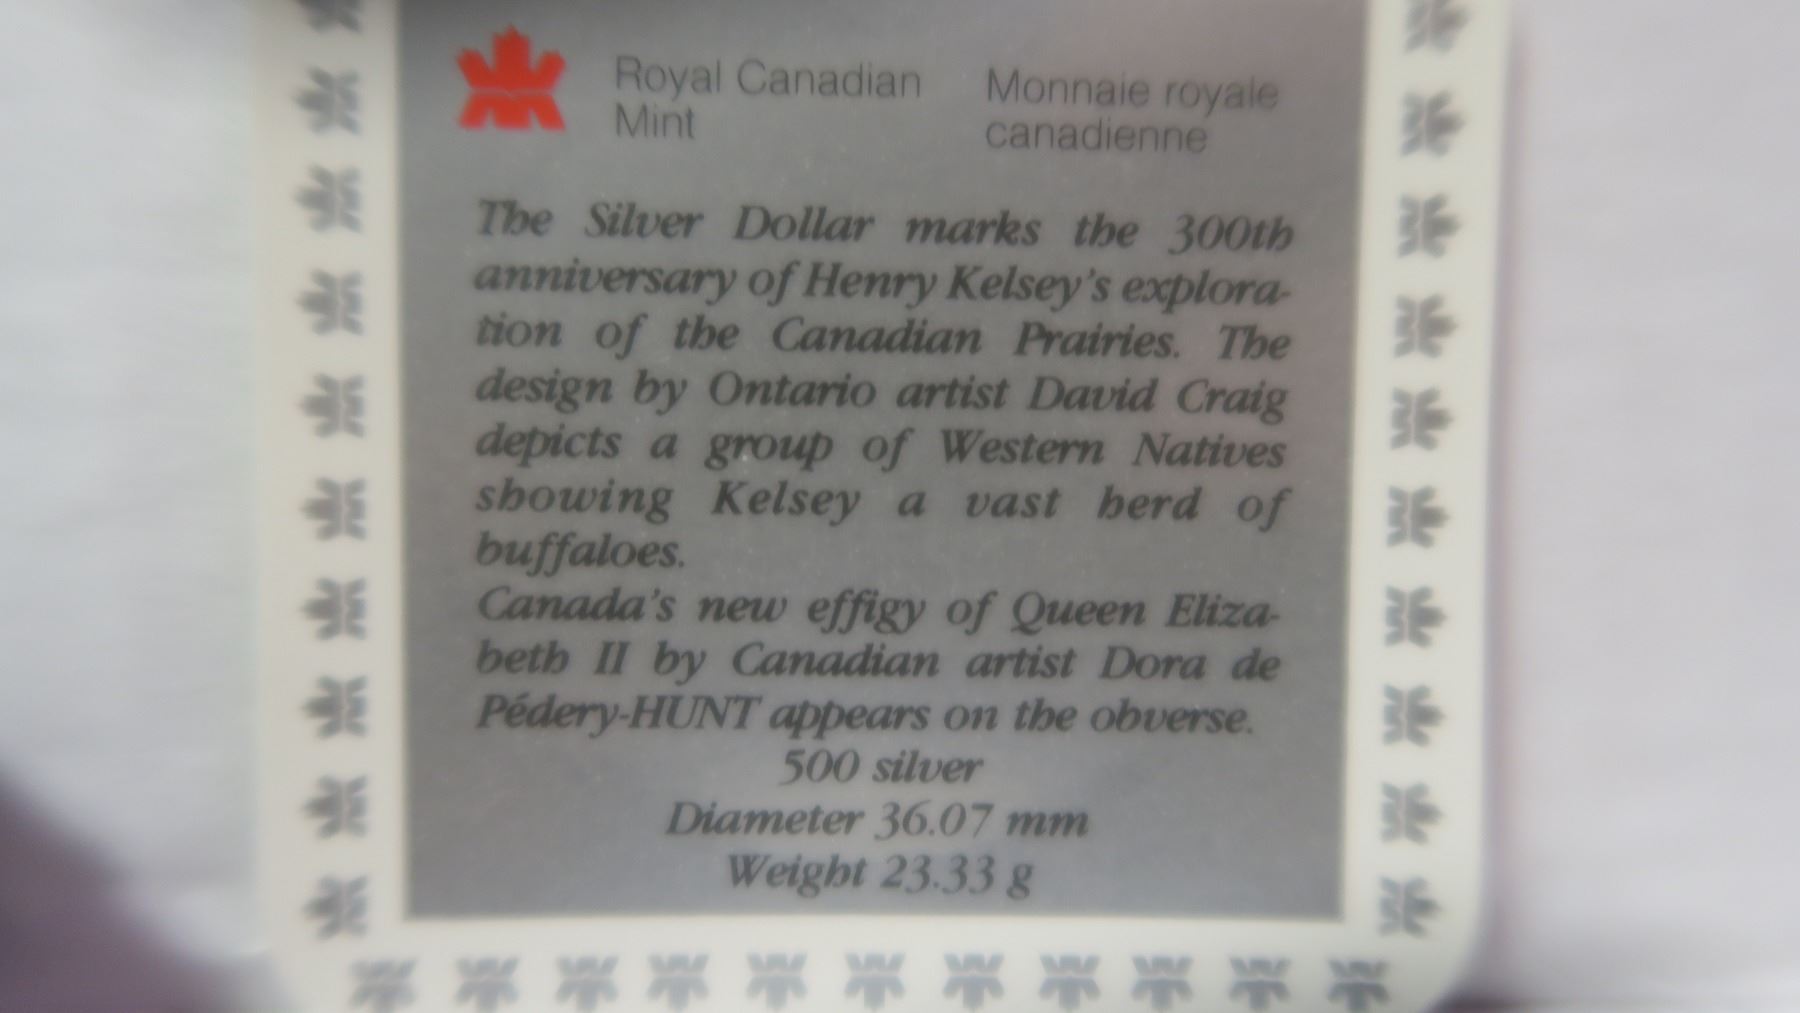 Royal Canadian
Mint
Monnaie royale
canadienne
The Silver Dollar marks the 300th
anniversary of Henry Kelsey's explora-
tion of the Canadian Prairies. The
design by Ontario artist David Craig
depicts a group of Western Natives
showing Kelsey a vast herd of
buffaloes.
Canada's new effigy of Queen Eliza-
beth II by Canadian artist Dora de
Pédery-HUNT appears on the obverse.
500 silver
Diameter 36.07 mm
Weight 23.33 g